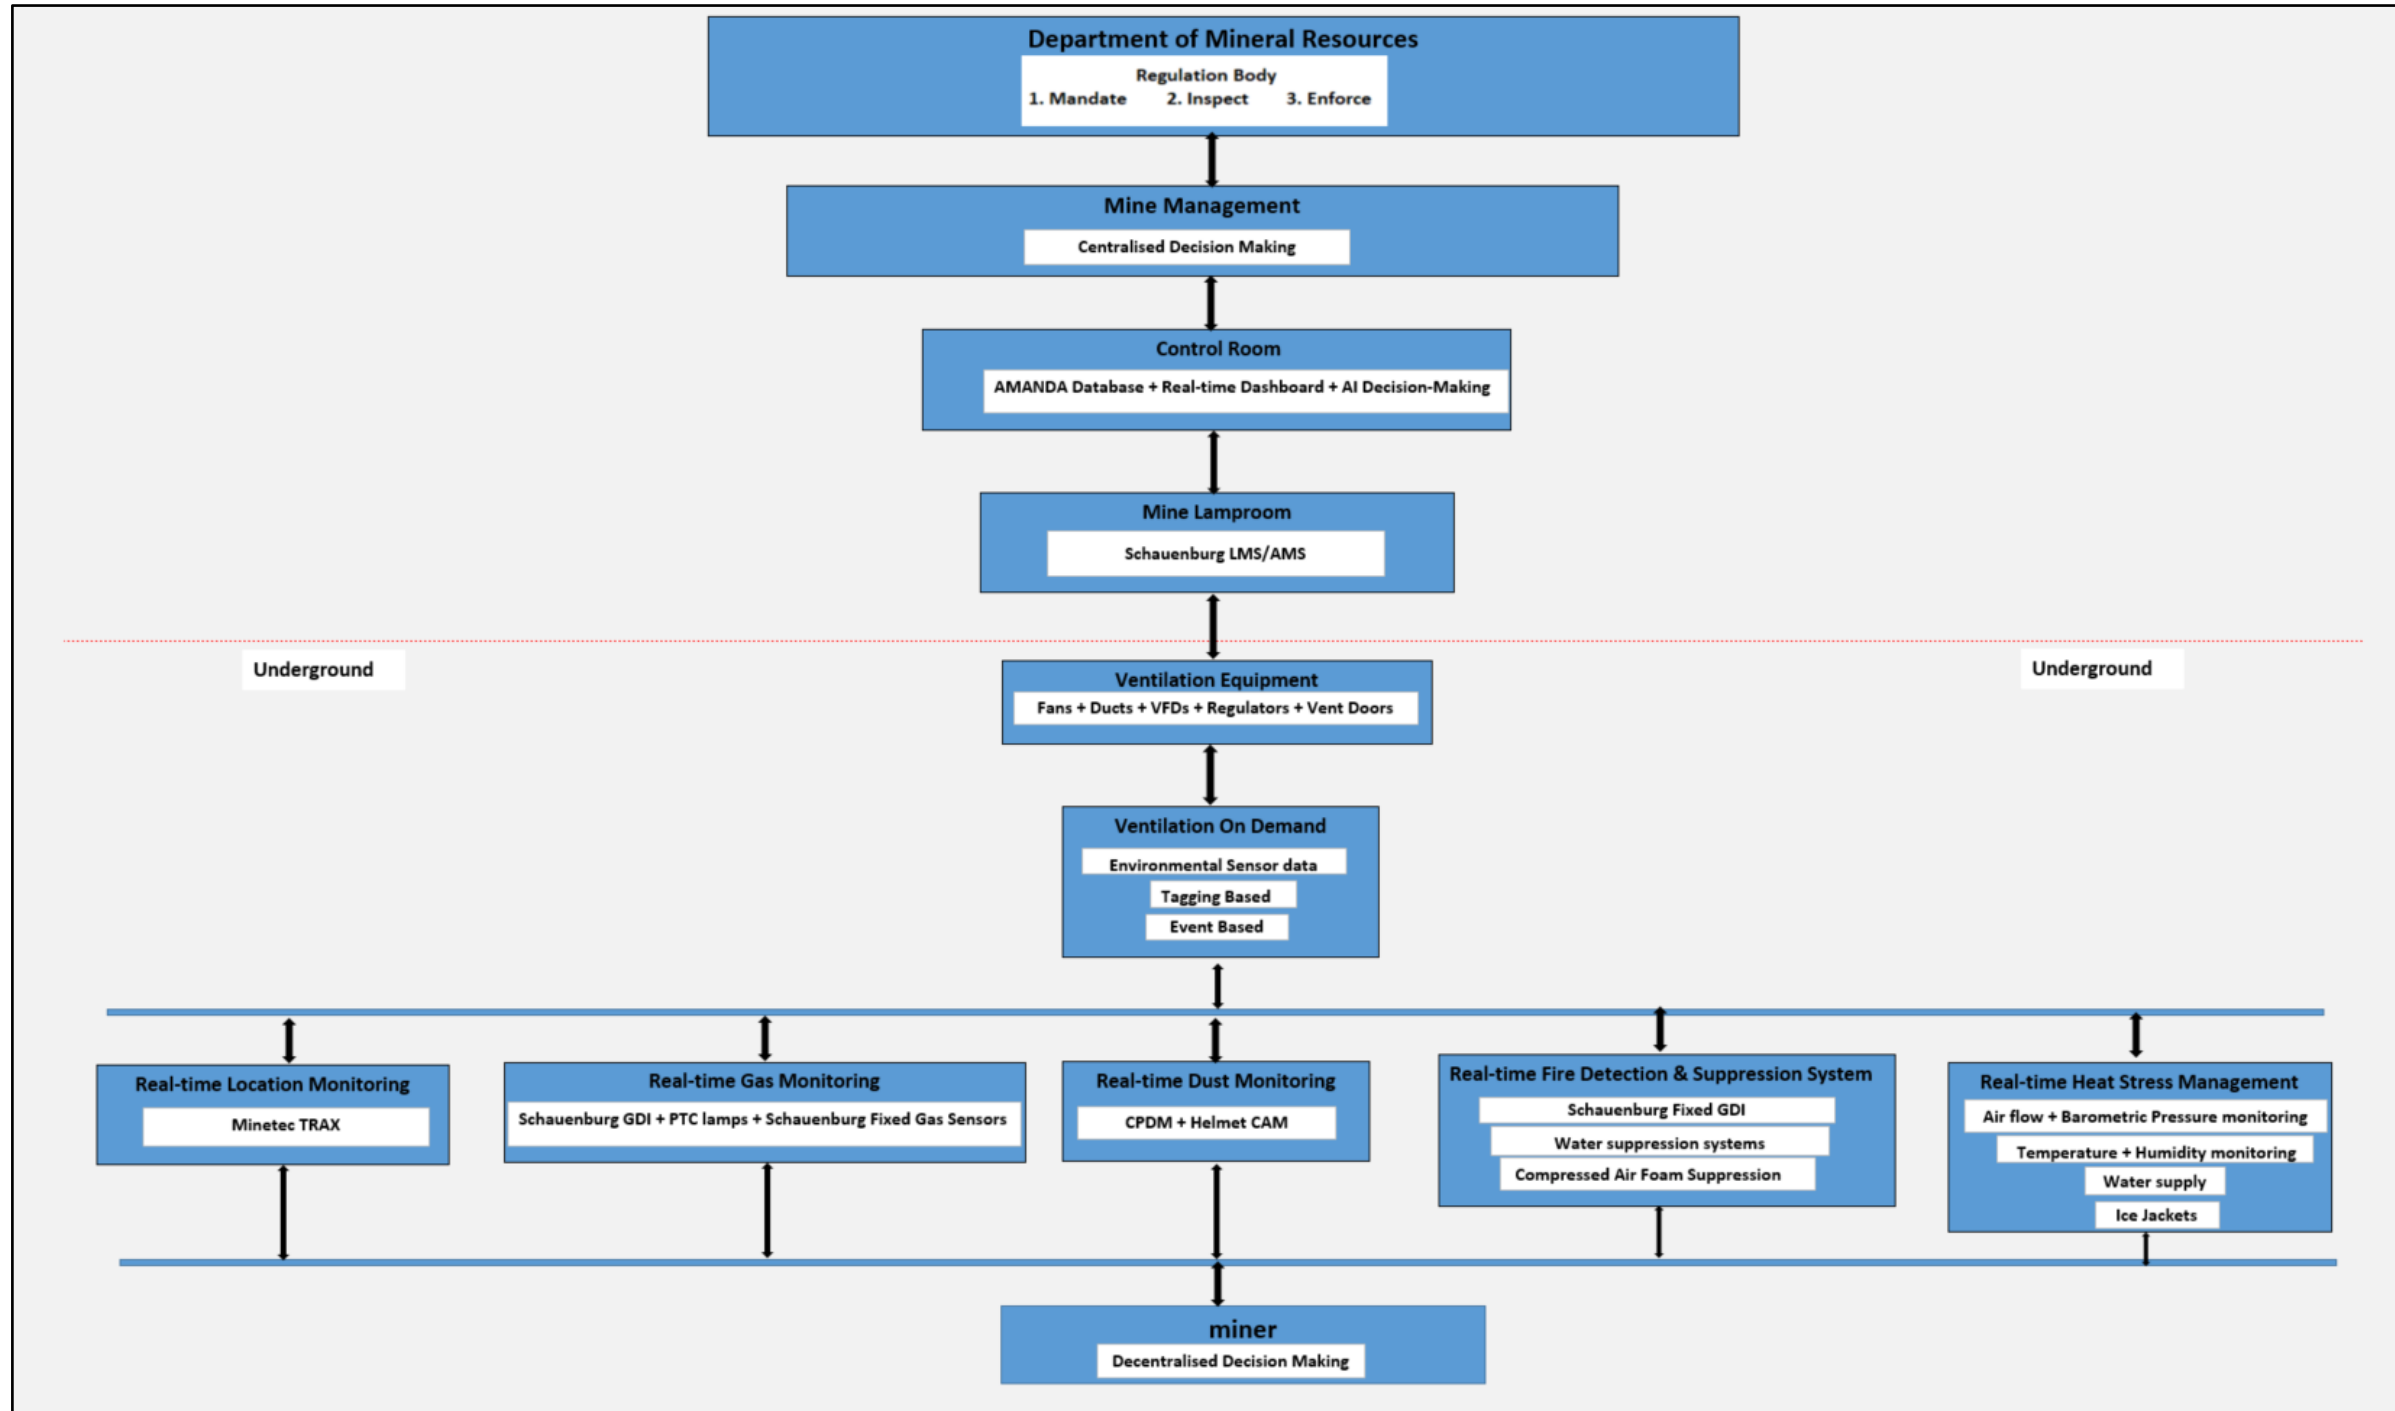 Department of Mineral Resources
Regulation Body
1. Mandate 2. Inspect 3. Enforce
Mine Management
Centralised Decision Making
Control Room
AMANDA Database + Real-time Dashboard + AI Decision-Making
Mine Lamproom
Schauenburg LMS/AMS
Underground
Underground
Ventilation Equipment
Fans + Ducts + VFDs + Regulators + Vent Doors
Ventilation On Demand
Environmental Sensor data
Tagging Based
Event Based
Real-time Location Monitoring
Minetec TRAX
Real-time Gas Monitoring
Schauenburg GDI + PTC lamps + Schauenburg Fixed Gas Sensors
Real-time Dust Monitoring
CPDM + Helmet CAM
Real-time Fire Detection & Suppression System
Schauenburg Fixed GDI
Water suppression systems
Compressed Air Foam Suppression
Real-time Heat Stress Management
Air flow + Barometric Pressure monitoring
Temperature + Humidity monitoring
Water supply
Ice Jackets
miner
Decentralised Decision Making